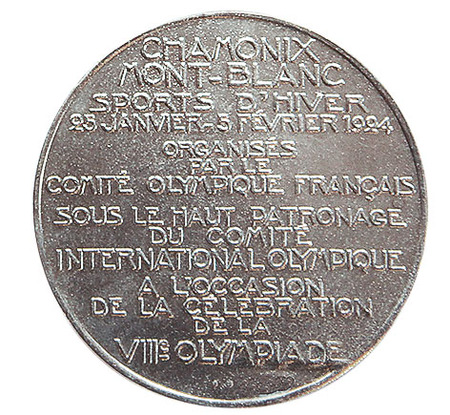 CHAMONIX
MONT-BLANC
SPORTS D'HIVER
25 JANVIER-5 FEVRIER 1924
ORGANISÉS
PAR LE
COMITÉ OLYMPIQUE FRANÇAIS
SOUS LE HAUT PATRONAGE
DU COMITÉ
INTERNATIONAL OLYMPIQUE
A L'OCCASION
DE LA CÉLÉBRATION
DE LA
VIIIE OLYMPIADE